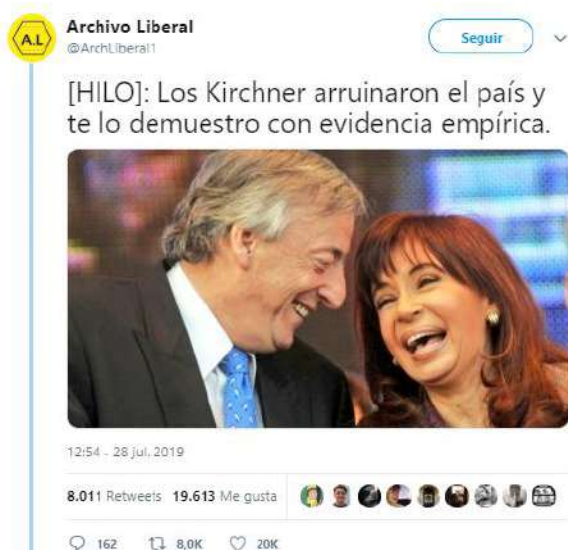 A.L
Archivo Liberal
@ArchLiberal1
Seguir
[HILO]: Los Kirchner arruinaron el país y
te lo demuestro con evidencia empírica.
12:54 - 28 jul. 2019
8.011 Retweets 19.613 Me gusta
162 8,0K 20K